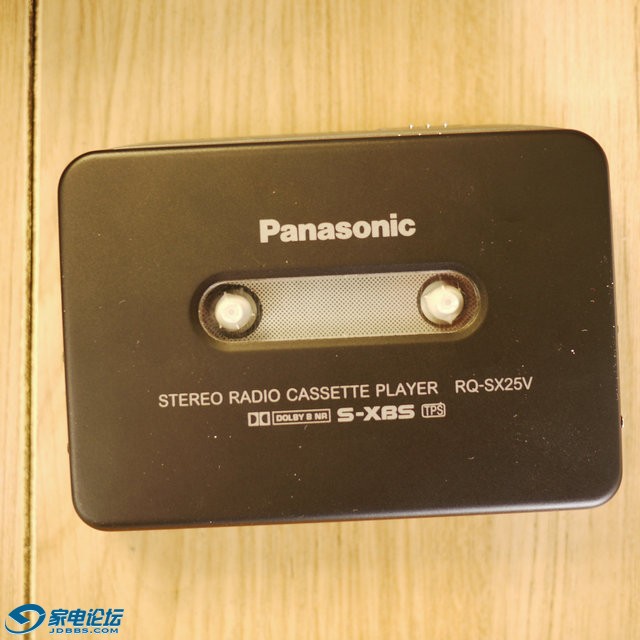 Panasonic
STEREO RADIO CASSETTE PLAYER RQ-SX25V
DOLBY B NR S-XBS TPS
家电论坛
JDBBS.COM